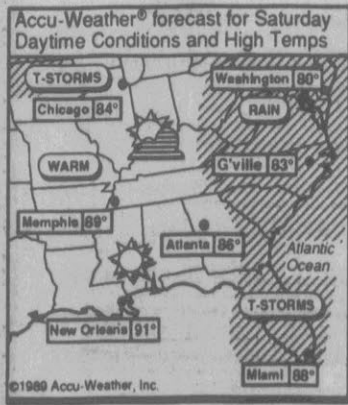 Accu-Weather® forecast for Saturday
Daytime Conditions and High Temps
T-STORMS
Washington 80°
Chicago 84°
RAIN
WARM
G'ville 83°
Memphis 89°
Atlanta 86°
Atlantic
Ocean
T-STORMS
New Orleans 91°
Miami 88°
©1989 Accu-Weather, Inc.